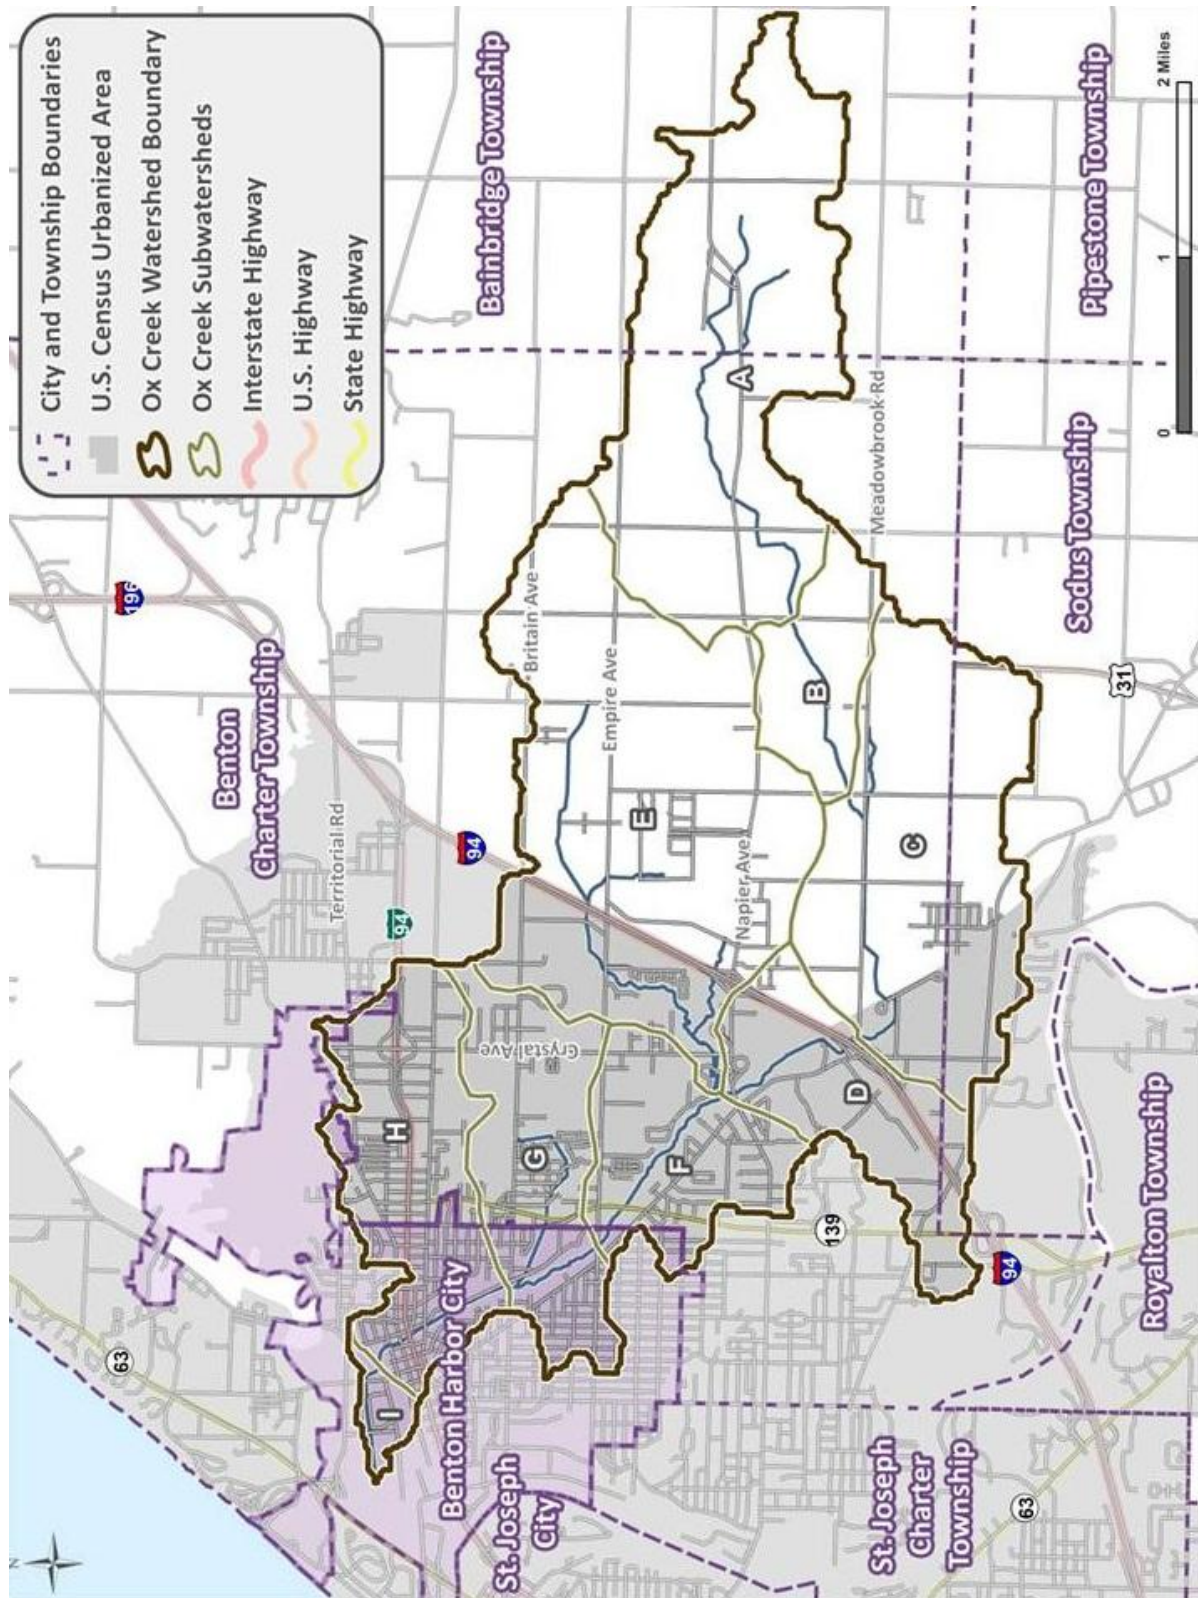 City and Township Boundaries
U.S. Census Urbanized Area
Ox Creek Watershed Boundary
Ox Creek Subwatersheds
Interstate Highway
U.S. Highway
State Highway
N
63
Benton
Charter Township
196
Bainbridge Township
Territorial Rd
94
94
Britain Ave
Empire Ave
Crystal Ave
H
G
E
I
Benton Harbor City
St. Joseph
City
F
Napier Ave
A
B
D
C
139
Meadowbrook Rd
94
St. Joseph
Charter
Township
63
Royalton Township
31
Sodus Township
Pipestone Township
0
1
2 Miles